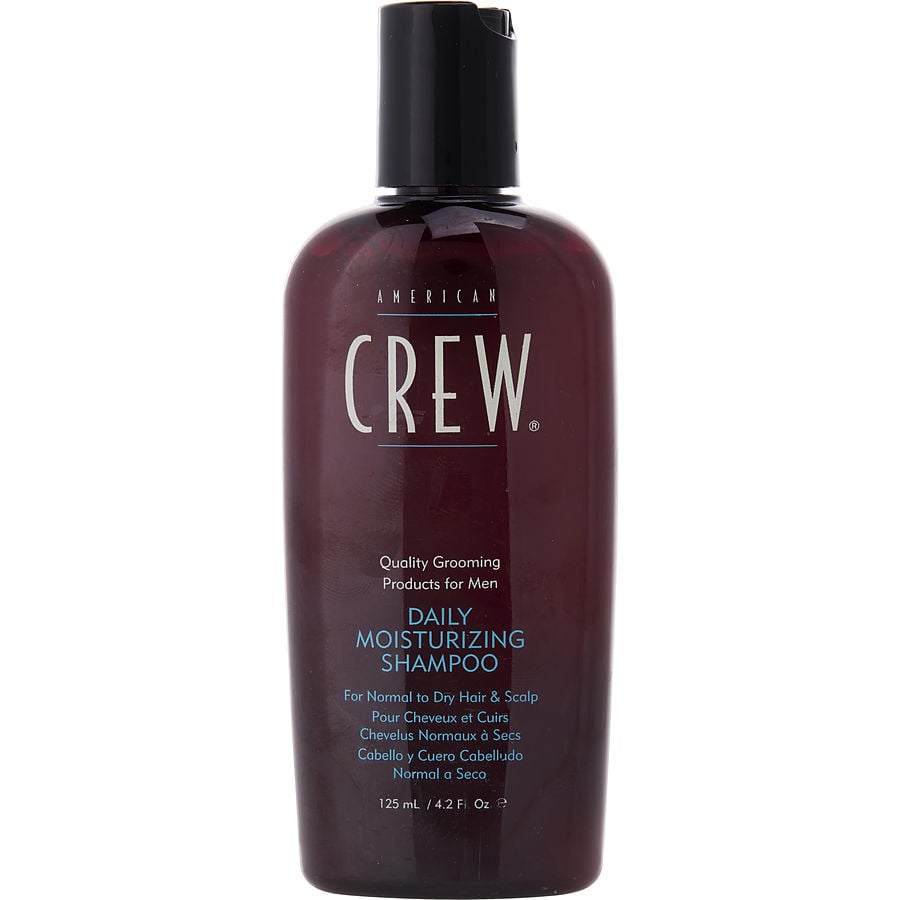 AMERICAN
CREW®
Quality Grooming
Products for Men
DAILY
MOISTURIZING
SHAMPOO
For Normal to Dry Hair & Scalp
Pour Cheveux et Cuirs
Chevelus Normaux à Secs
Cabello y Cuero Cabelludo
Normal a Seco
125 mL / 4.2 Fl. Oz. ℮